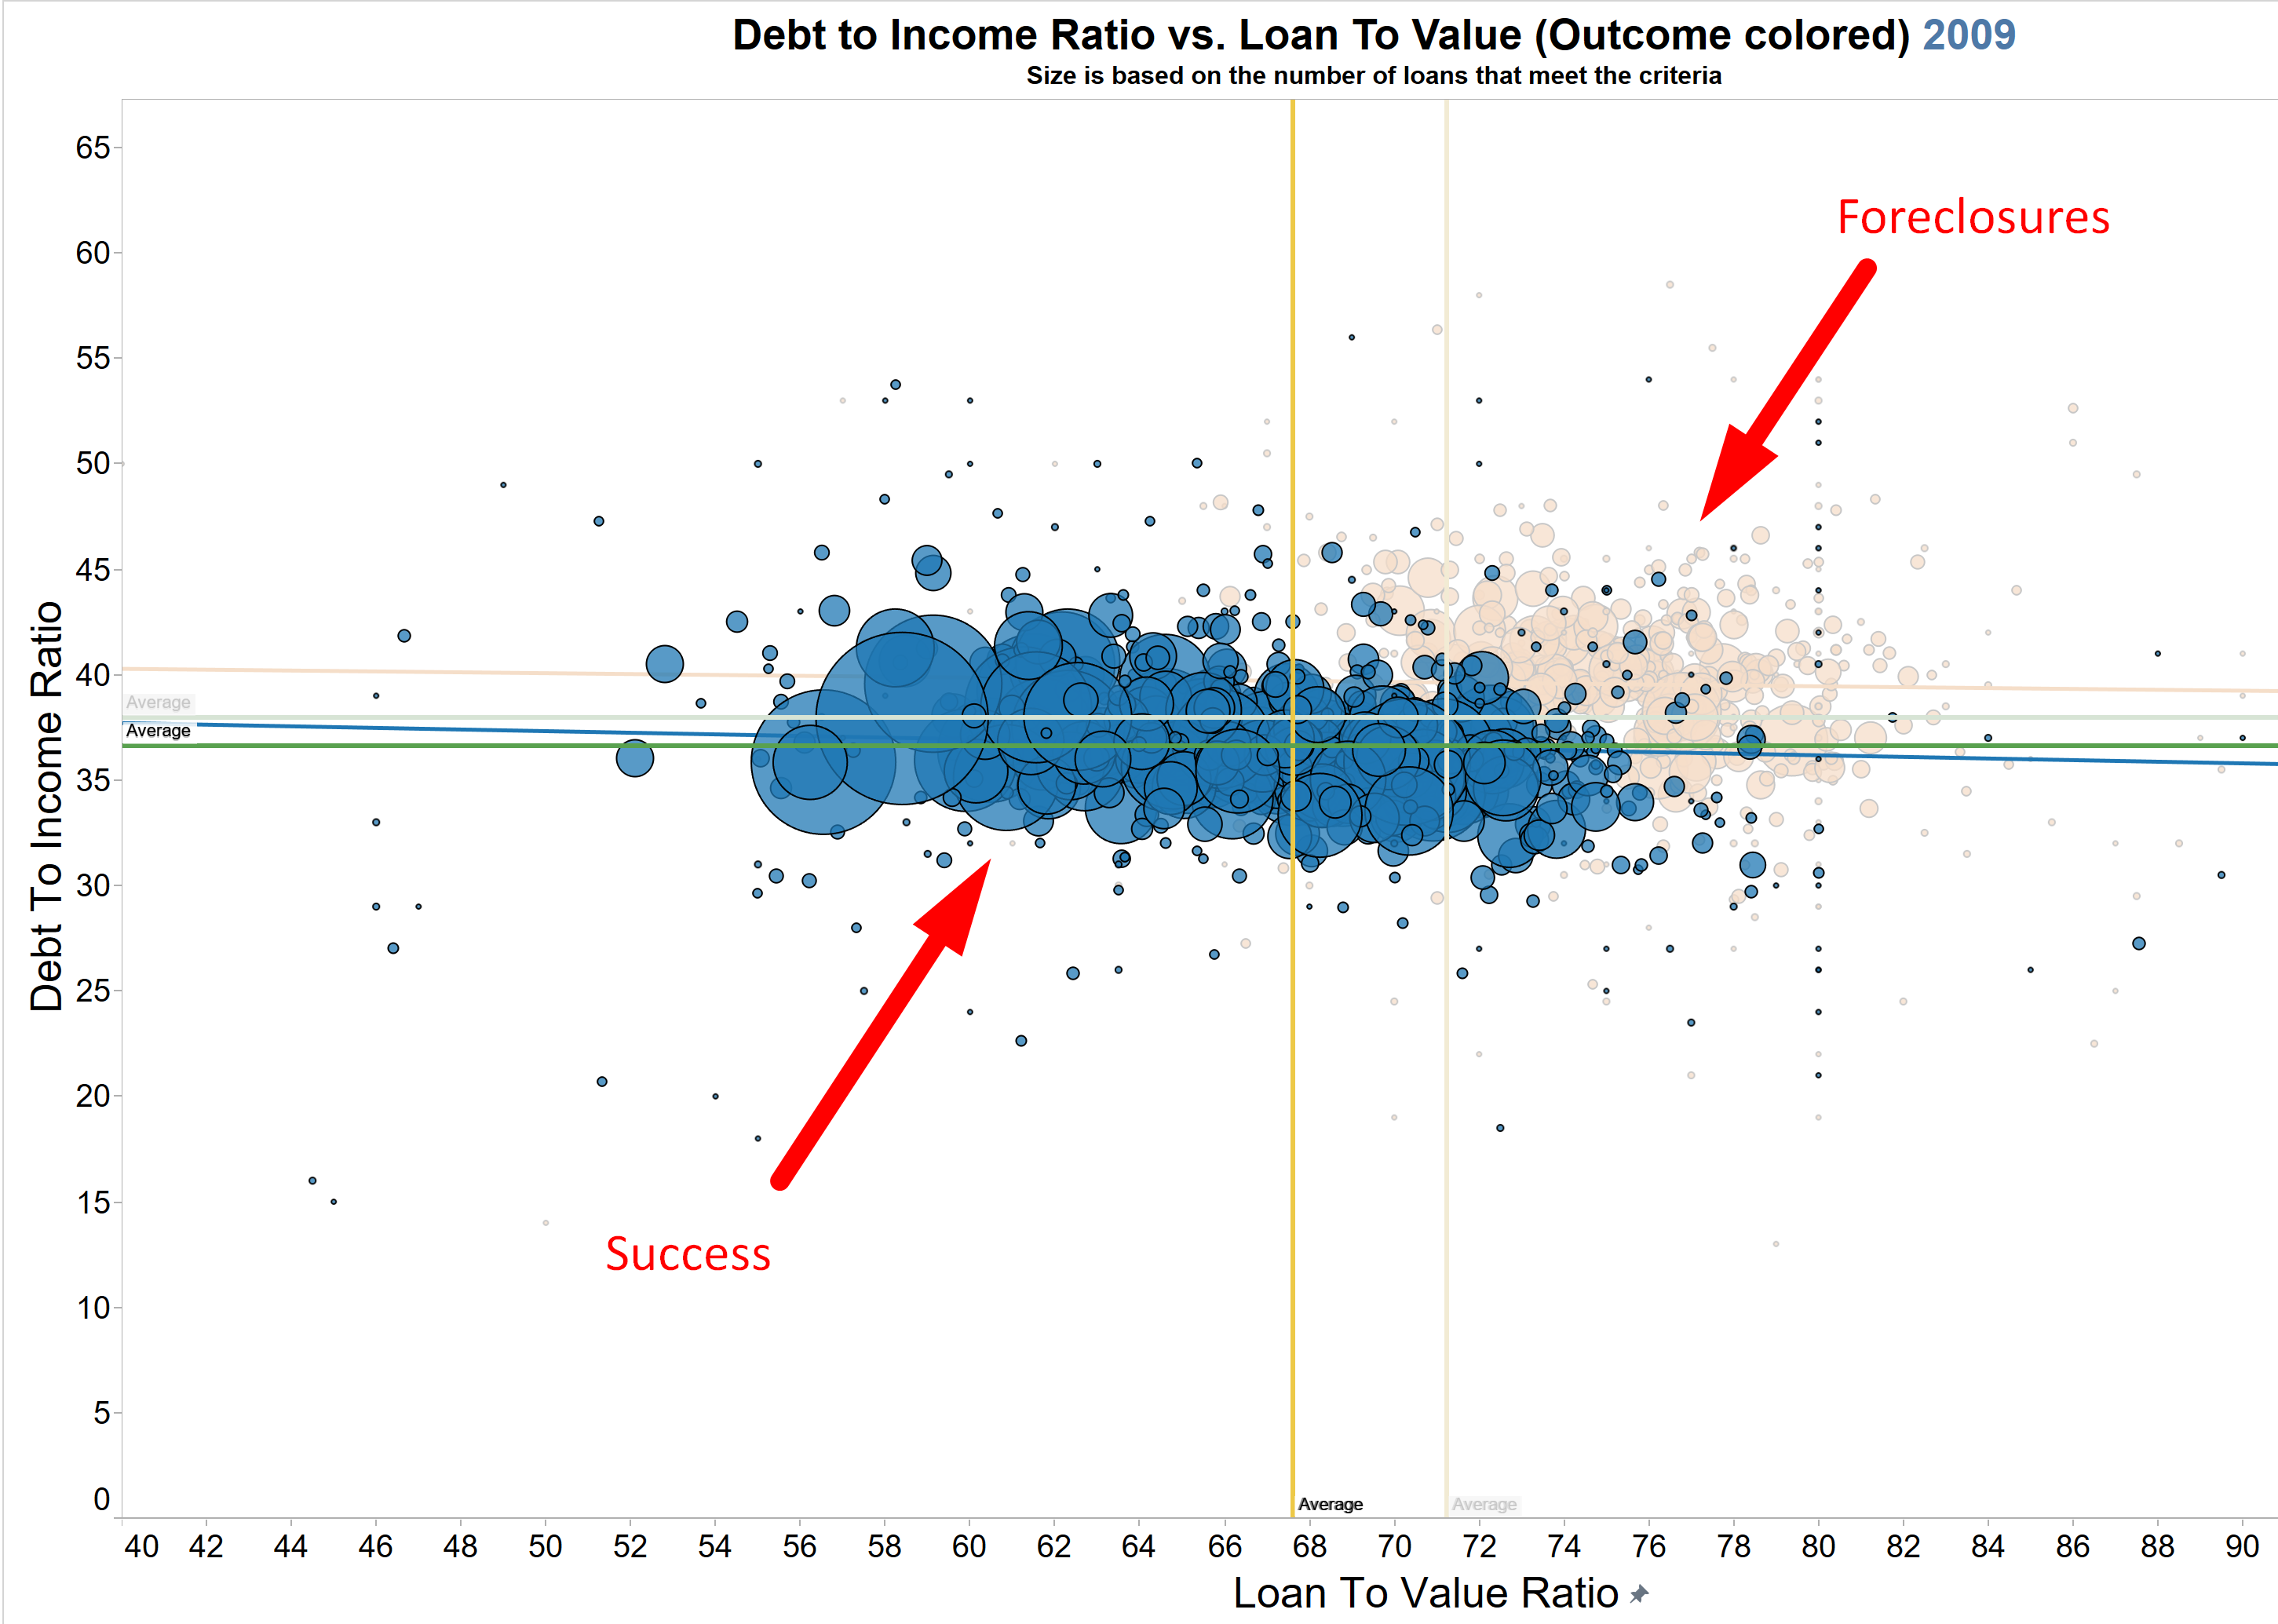 Debt to Income Ratio vs. Loan To Value (Outcome colored) 2009
Size is based on the number of loans that meet the criteria
Foreclosures
Success
Debt To Income Ratio
65
60
55
50
45
40
35
30
25
20
15
10
5
0
Average
Average
Average
Average
40 42 44 46 48 50 52 54 56 58 60 62 64 66 68 70 72 74 76 78 80 82 84 86 88 90
Loan To Value Ratio